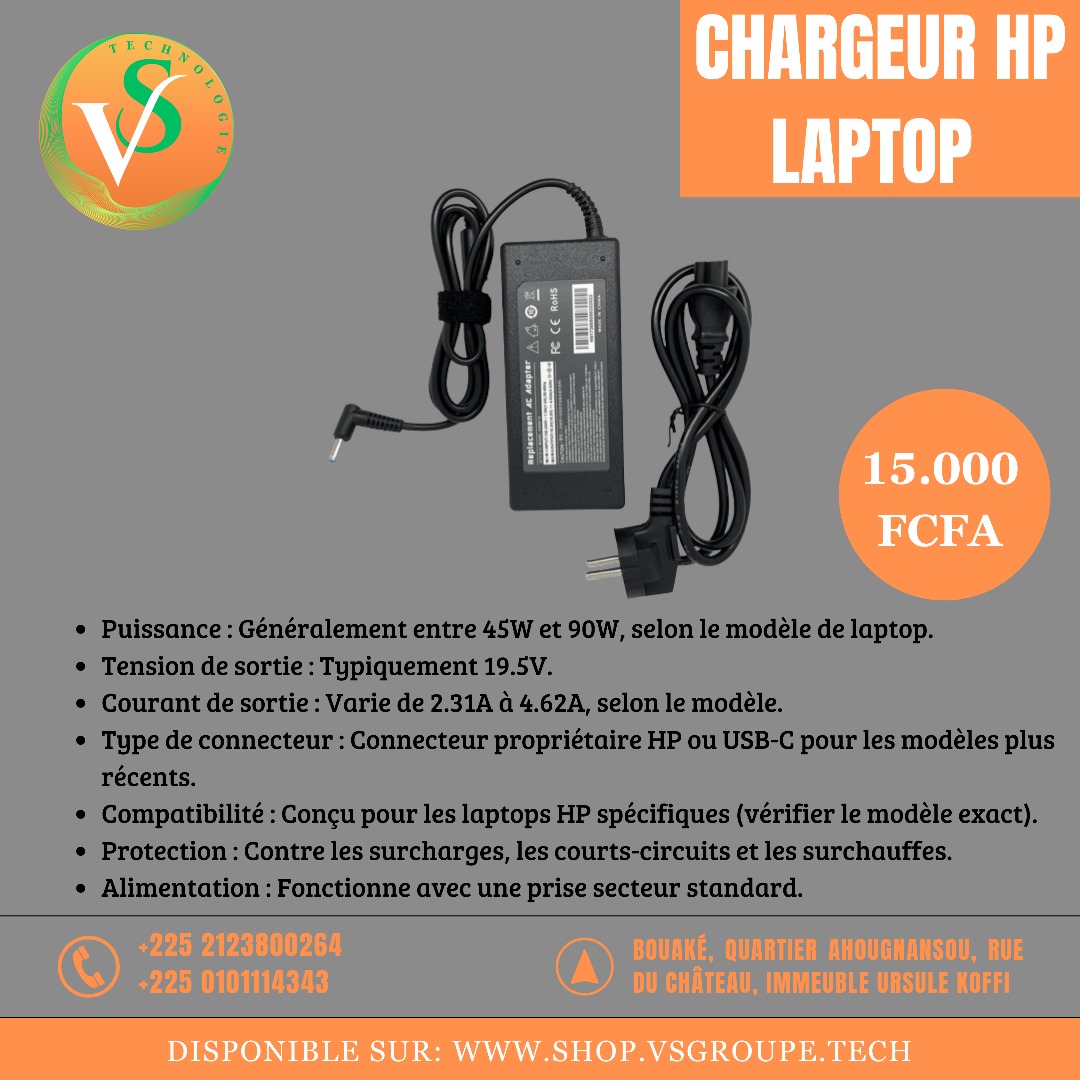 TECHNOLOGIE
VS
CHARGEUR HP
LAPTOP
Replacement AC Adapter
FC CE RoHS
MADE IN CHINA
15.000
FCFA
• Puissance : Généralement entre 45W et 90W, selon le modèle de laptop.
• Tension de sortie : Typiquement 19.5V.
• Courant de sortie : Varie de 2.31A à 4.62A, selon le modèle.
• Type de connecteur : Connecteur propriétaire HP ou USB-C pour les modèles plus
récents.
• Compatibilité : Conçu pour les laptops HP spécifiques (vérifier le modèle exact).
• Protection : Contre les surcharges, les courts-circuits et les surchauffes.
• Alimentation : Fonctionne avec une prise secteur standard.
+225 2123800264
+225 0101114343
BOUAKÉ, QUARTIER AHOUGNANSOU, RUE
DU CHÂTEAU, IMMEUBLE URSULE KOFFI
DISPONIBLE SUR: WWW.SHOP.VSGROUPE.TECH